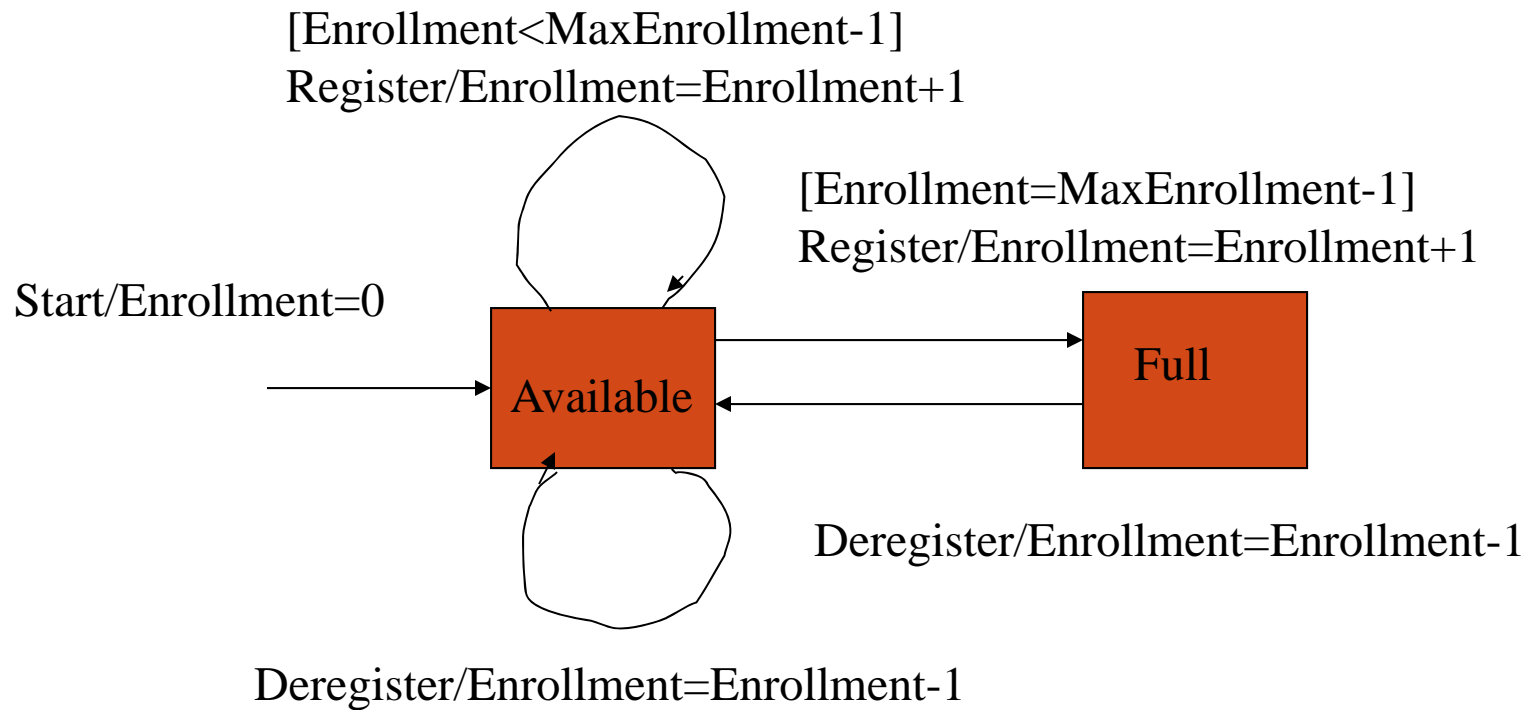 [Enrollment<MaxEnrollment-1]
Register/Enrollment=Enrollment+1
[Enrollment=MaxEnrollment-1]
Register/Enrollment=Enrollment+1
Start/Enrollment=0
Available
Full
Deregister/Enrollment=Enrollment-1
Deregister/Enrollment=Enrollment-1